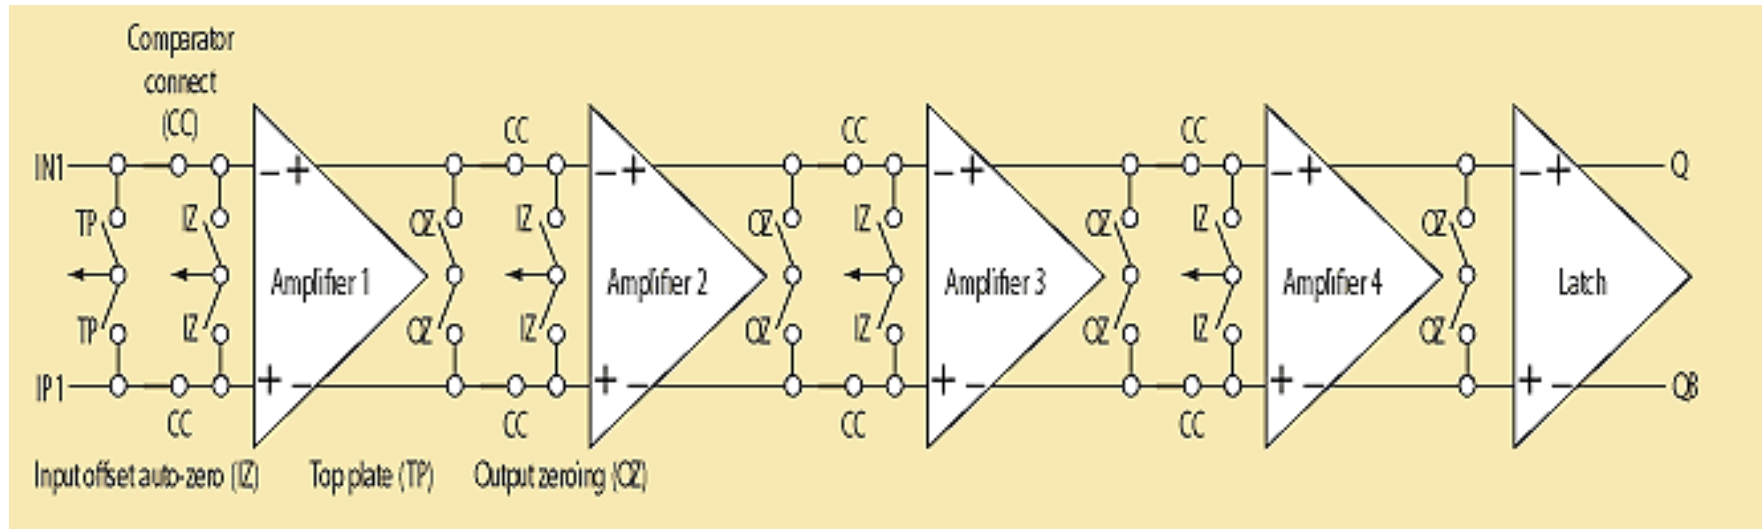 Comparator
connect
(CC)
CC CC CC
IN1 − + − + − + − + − + Q
TP IZ OZ IZ OZ IZ OZ IZ OZ
Amplifier 1 Amplifier 2 Amplifier 3 Amplifier 4 Latch
TP IZ OZ IZ OZ IZ OZ IZ OZ
IP1 + − + − + − + − + − QB
CC CC CC CC
Input offset auto-zero (IZ) Top plate (TP) Output zeroing (OZ)